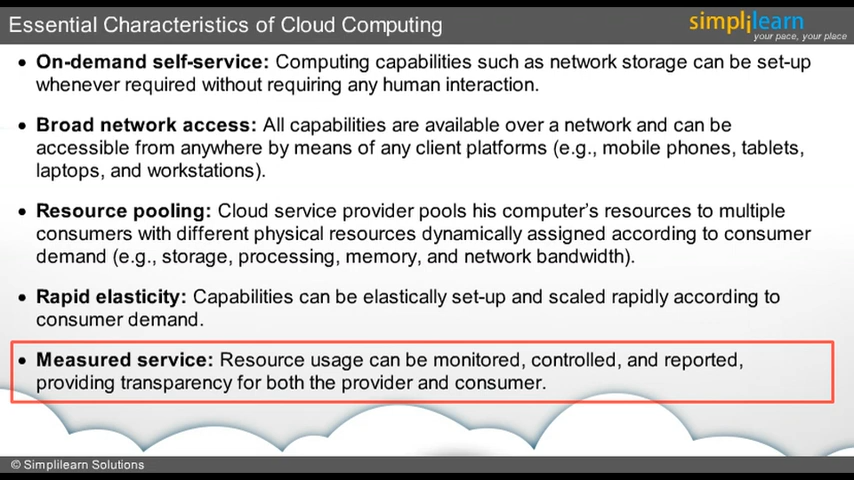 Essential Characteristics of Cloud Computing
simplilearn
your pace, your place
• On-demand self-service: Computing capabilities such as network storage can be set-up
whenever required without requiring any human interaction.
• Broad network access: All capabilities are available over a network and can be
accessible from anywhere by means of any client platforms (e.g., mobile phones, tablets,
laptops, and workstations).
• Resource pooling: Cloud service provider pools his computer's resources to multiple
consumers with different physical resources dynamically assigned according to consumer
demand (e.g., storage, processing, memory, and network bandwidth).
• Rapid elasticity: Capabilities can be elastically set-up and scaled rapidly according to
consumer demand.
• Measured service: Resource usage can be monitored, controlled, and reported,
providing transparency for both the provider and consumer.
© Simplilearn Solutions